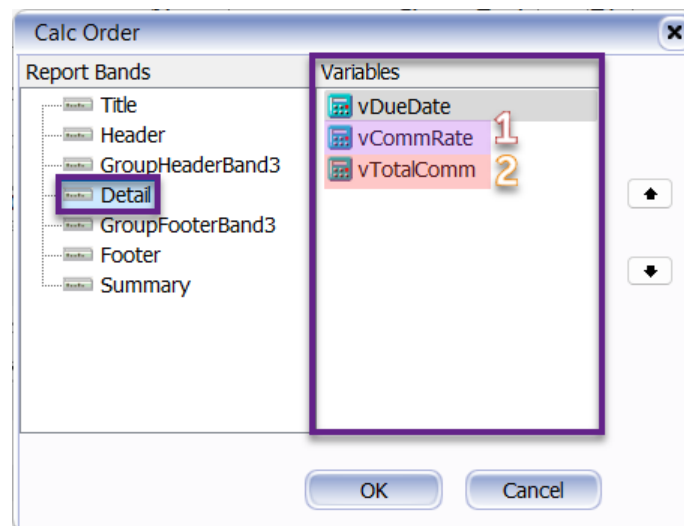 Calc Order
Report Bands
Title
Header
GroupHeaderBand3
Detail
GroupFooterBand3
Footer
Summary
Variables
vDueDate
vCommRate 1
vTotalComm 2
OK
Cancel